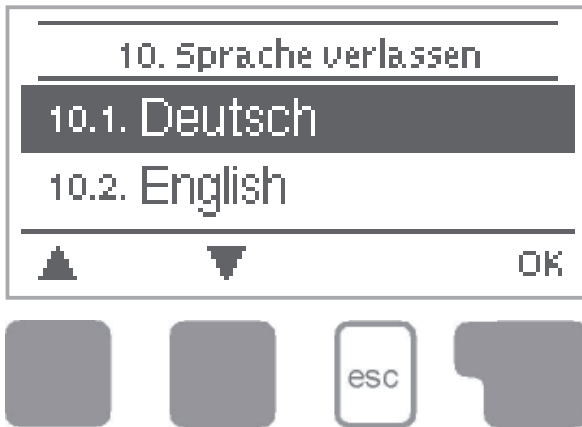 10. Sprache verlassen
10.1. Deutsch
10.2. English
OK
esc